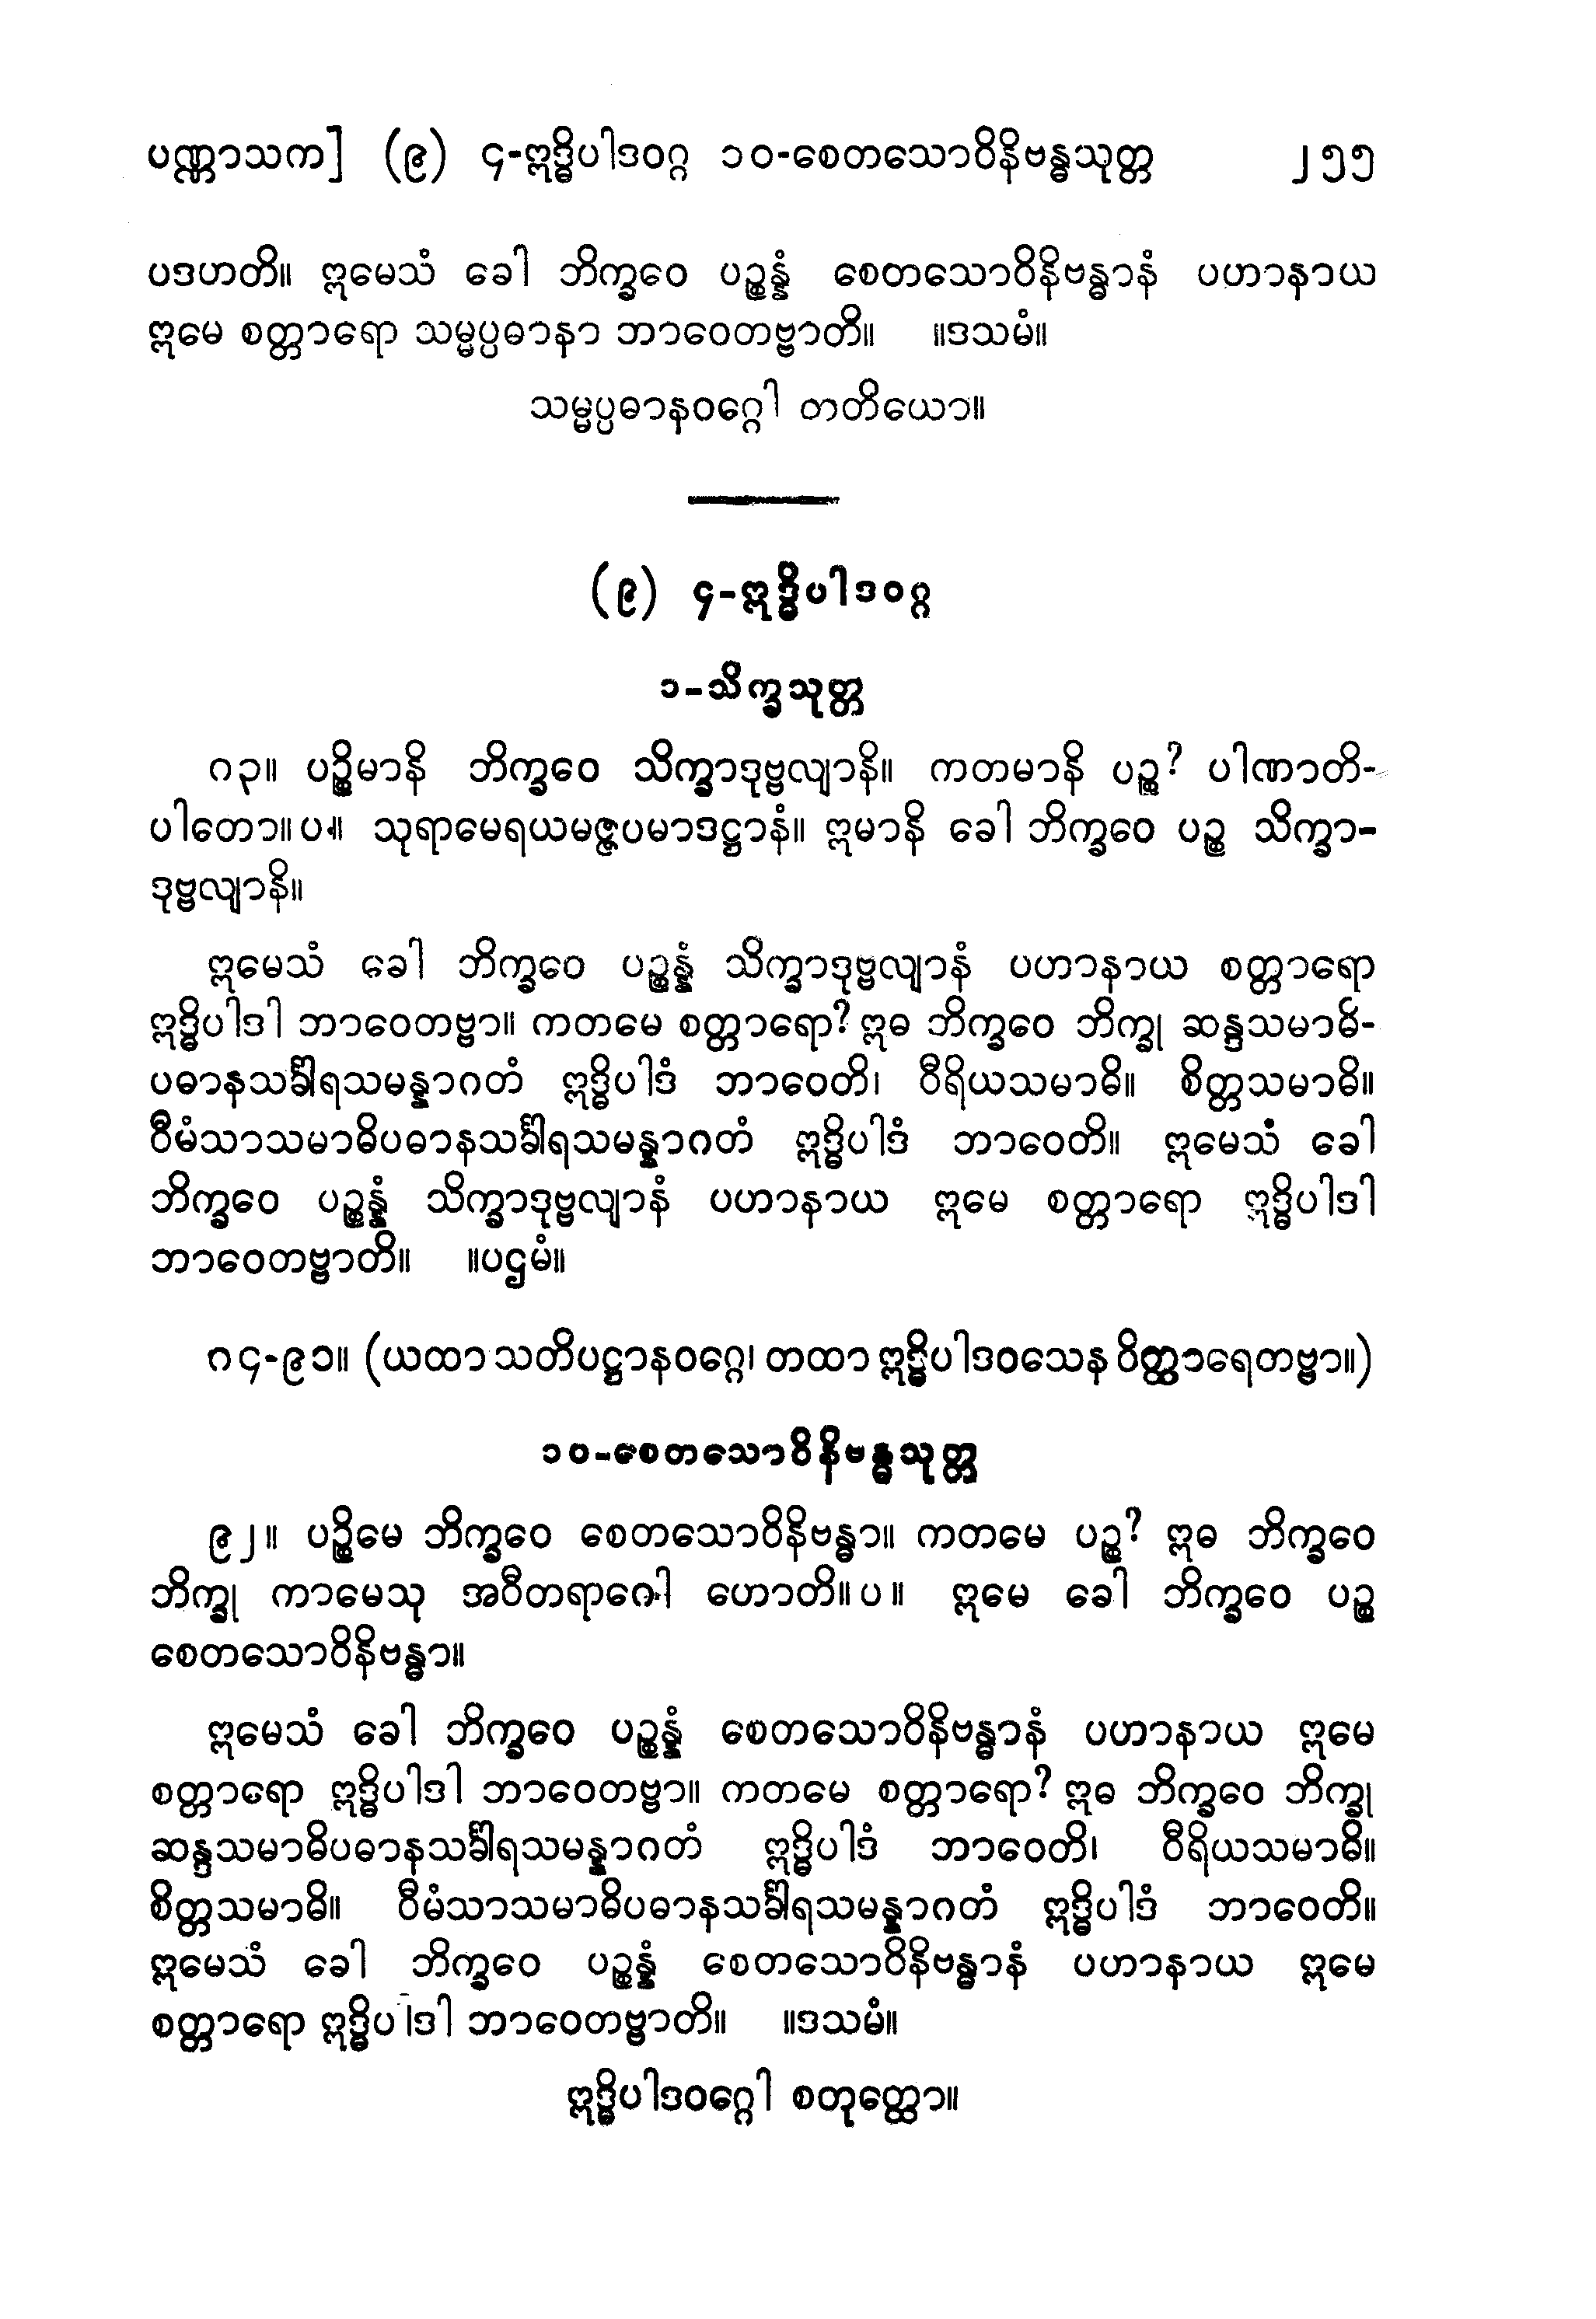 ပဏ္ဏာသက] (၉) ၄-ဣဒ္ဓိပါဒဝဂ္ဂ ၁၀-စေတသောဝိနိဗန္ဓသုတ္တ ၂၅၅
ပဒဟတိ။ ဣမေသံ ခေါ ဘိက္ခဝေ ပဉ္စန္နံ စေတသောဝိနိဗန္ဓာနံ ပဟာနာယ
ဣမေ စတ္တာရော သမ္မပ္ပဓာနာ ဘာဝေတဗ္ဗာတိ။ ။ဒသမံ။
သမ္မပ္ပဓာနဝဂ္ဂေါ တတိယော။
(၉) ၄-ဣဒ္ဓိပါဒဝဂ္ဂ
၁-သိက္ခသုတ္တ
၈၃။ ပဉ္စိမာနိ ဘိက္ခဝေ သိက္ခာဒုဗ္ဗလျာနိ။ ကတမာနိ ပဉ္စ? ပါဏာတိ-
ပါတော။ပ။ သုရာမေရယမဇ္ဇပမာဒဋ္ဌာနံ။ ဣမာနိ ခေါ ဘိက္ခဝေ ပဉ္စ သိက္ခာ-
ဒုဗ္ဗလျာနိ။
ဣမေသံ ခေါ ဘိက္ခဝေ ပဉ္စန္နံ သိက္ခာဒုဗ္ဗလျာနံ ပဟာနာယ စတ္တာရော
ဣဒ္ဓိပါဒါ ဘာဝေတဗ္ဗာ။ ကတမေ စတ္တာရော? ဣဓ ဘိက္ခဝေ ဘိက္ခု ဆန္ဒသမာဓိ-
ပဓာနသင်္ခါရသမန္နာဂတံ ဣဒ္ဓိပါဒံ ဘာဝေတိ၊ ဝီရိယသမာဓိ။ စိတ္တသမာဓိ။
ဝီမံသာသမာဓိပဓာနသင်္ခါရသမန္နာဂတံ ဣဒ္ဓိပါဒံ ဘာဝေတိ။ ဣမေသံ ခေါ
ဘိက္ခဝေ ပဉ္စန္နံ သိက္ခာဒုဗ္ဗလျာနံ ပဟာနာယ ဣမေ စတ္တာရော ဣဒ္ဓိပါဒါ
ဘာဝေတဗ္ဗာတိ။ ။ပဌမံ။
၈၄-၉၁။ (ယထာ သတိပဋ္ဌာနဝဂ္ဂေ၊ တထာ ဣဒ္ဓိပါဒဝသေန ဝိတ္ထာရေတဗ္ဗာ။)
၁၀-စေတသောဝိနိဗန္ဓသုတ္တ
၉၂။ ပဉ္စိမေ ဘိက္ခဝေ စေတသောဝိနိဗန္ဓာ။ ကတမေ ပဉ္စ? ဣဓ ဘိက္ခဝေ
ဘိက္ခု ကာမေသု အဝီတရာဂေါ ဟောတိ။ပ။ ဣမေ ခေါ ဘိက္ခဝေ ပဉ္စ
စေတသောဝိနိဗန္ဓာ။
ဣမေသံ ခေါ ဘိက္ခဝေ ပဉ္စန္နံ စေတသောဝိနိဗန္ဓာနံ ပဟာနာယ ဣမေ
စတ္တာရော ဣဒ္ဓိပါဒါ ဘာဝေတဗ္ဗာ။ ကတမေ စတ္တာရော? ဣဓ ဘိက္ခဝေ ဘိက္ခု
ဆန္ဒသမာဓိပဓာနသင်္ခါရသမန္နာဂတံ ဣဒ္ဓိပါဒံ ဘာဝေတိ၊ ဝီရိယသမာဓိ။
စိတ္တသမာဓိ။ ဝီမံသာသမာဓိပဓာနသင်္ခါရသမန္နာဂတံ ဣဒ္ဓိပါဒံ ဘာဝေတိ။
ဣမေသံ ခေါ ဘိက္ခဝေ ပဉ္စန္နံ စေတသောဝိနိဗန္ဓာနံ ပဟာနာယ ဣမေ
စတ္တာရော ဣဒ္ဓိပါဒါ ဘာဝေတဗ္ဗာတိ။ ။ဒသမံ။
ဣဒ္ဓိပါဒဝဂ္ဂေါ စတုတ္ထော။